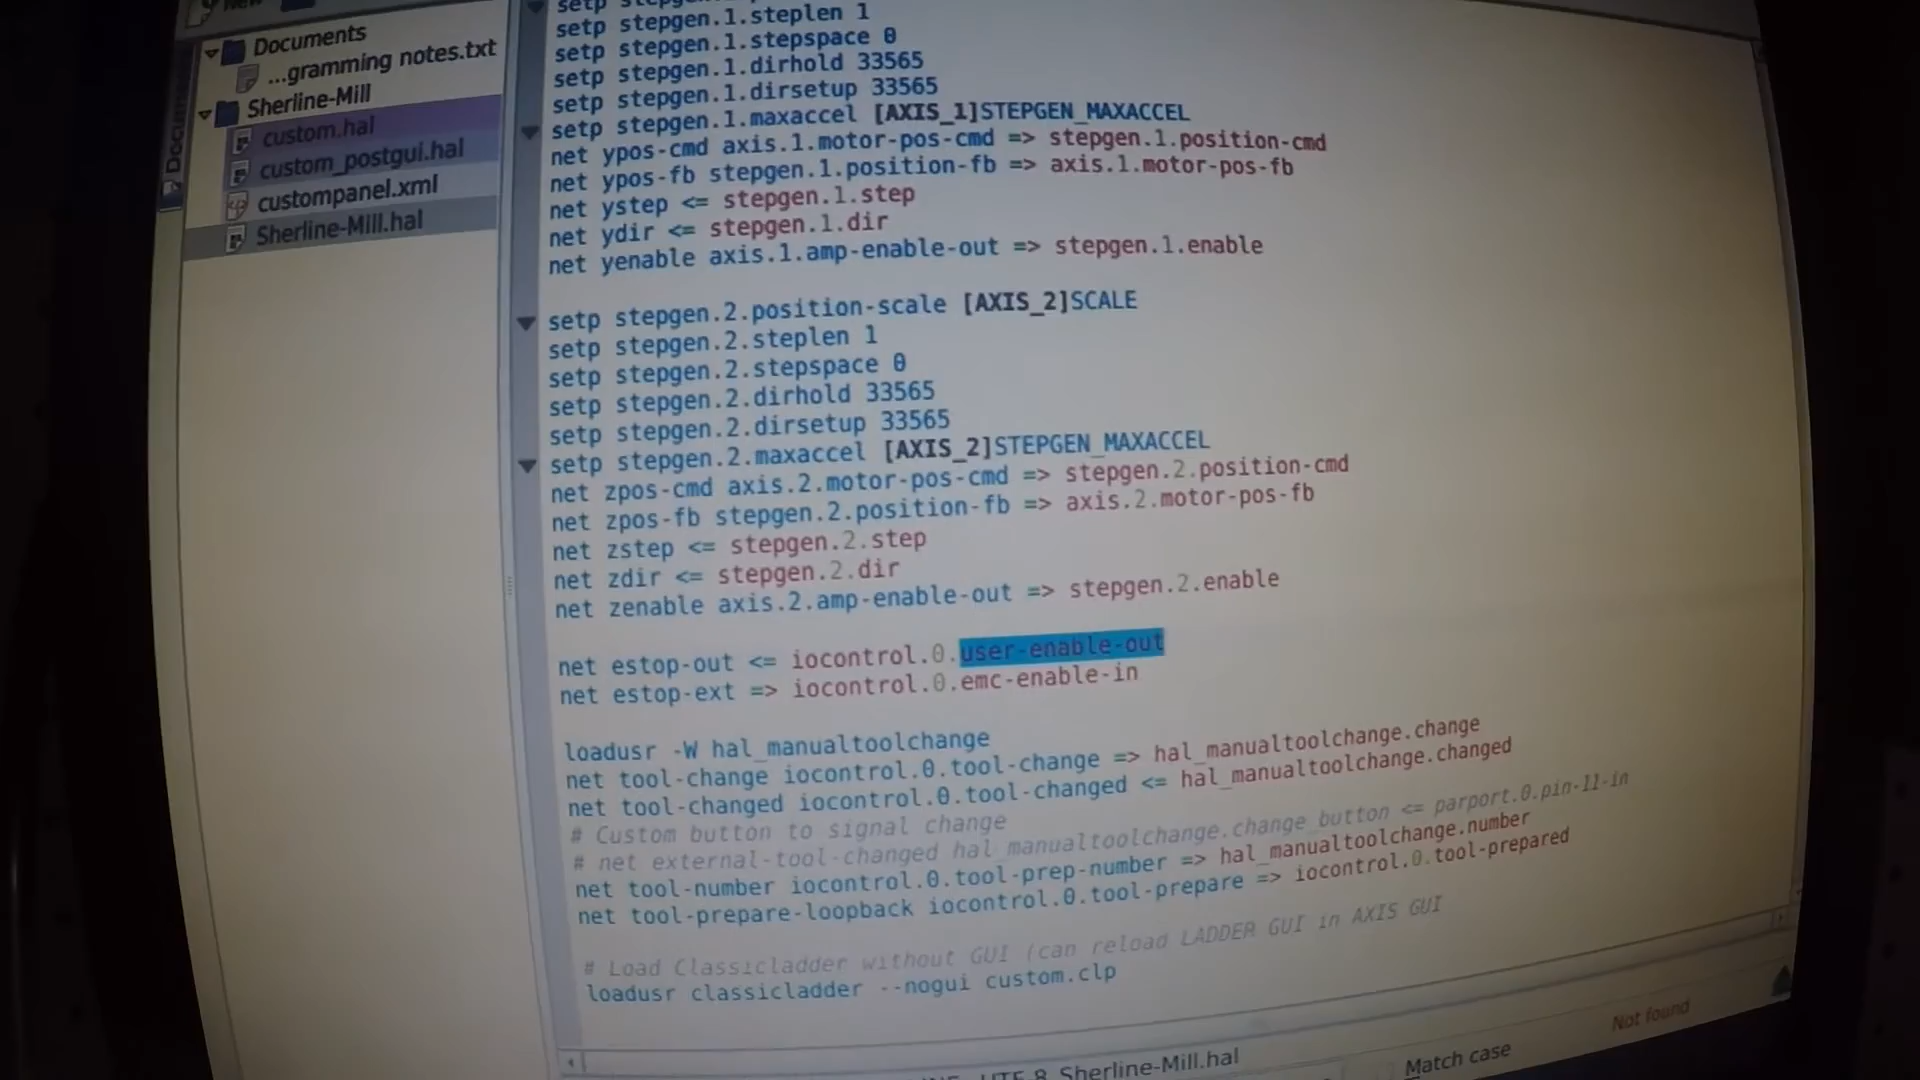 New
Documents
...gramming notes.txt
Sherline-Mill
custom.hal
custom_postgui.hal
custompanel.xml
Sherline-Mill.hal
setp
setp stepgen.1.steplen 1
setp stepgen.1.stepspace 0
setp stepgen.1.dirhold 33565
setp stepgen.1.dirsetup 33565
setp stepgen.1.maxaccel [AXIS_1]STEPGEN_MAXACCEL
net ypos-cmd axis.1.motor-pos-cmd => stepgen.1.position-cmd
net ypos-fb stepgen.1.position-fb => axis.1.motor-pos-fb
net ystep <= stepgen.1.step
net ydir <= stepgen.1.dir
net yenable axis.1.amp-enable-out => stepgen.1.enable
setp stepgen.2.position-scale [AXIS_2]SCALE
setp stepgen.2.steplen 1
setp stepgen.2.stepspace 0
setp stepgen.2.dirhold 33565
setp stepgen.2.dirsetup 33565
setp stepgen.2.maxaccel [AXIS_2]STEPGEN_MAXACCEL
net zpos-cmd axis.2.motor-pos-cmd => stepgen.2.position-cmd
net zpos-fb stepgen.2.position-fb => axis.2.motor-pos-fb
net zstep <= stepgen.2.step
net zdir <= stepgen.2.dir
net zenable axis.2.amp-enable-out => stepgen.2.enable
net estop-out <= iocontrol.0.user-enable-out
net estop-ext => iocontrol.0.emc-enable-in
loadusr -W hal_manualtoolchange
net tool-change iocontrol.0.tool-change => hal_manualtoolchange.change
net tool-changed iocontrol.0.tool-changed <= hal_manualtoolchange.changed
# Custom button to signal change
# net external-tool-changed hal_manualtoolchange.change_button <= parport.0.pin-11-in
net tool-number iocontrol.0.tool-prep-number => hal_manualtoolchange.number
net tool-prepare-loopback iocontrol.0.tool-prepare => iocontrol.0.tool-prepared
# Load Classicladder without GUI (can reload LADDER GUI in AXIS GUI
loadusr classicladder --nogui custom.clp
Not found
Match case
UTF-8 Sherline-Mill.hal